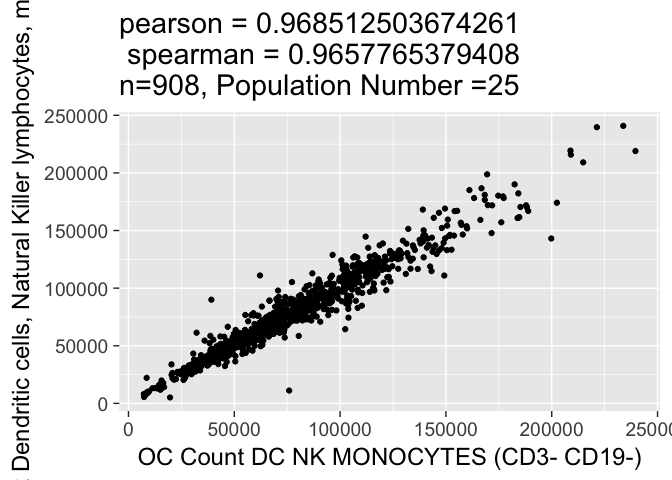 pearson = 0.968512503674261
spearman = 0.9657765379408
n=908, Population Number =25
Dendritic cells, Natural Killer lymphocytes, m
250000
200000
150000
100000
50000
0
0 50000 100000 150000 200000 25000
OC Count DC NK MONOCYTES (CD3- CD19-)